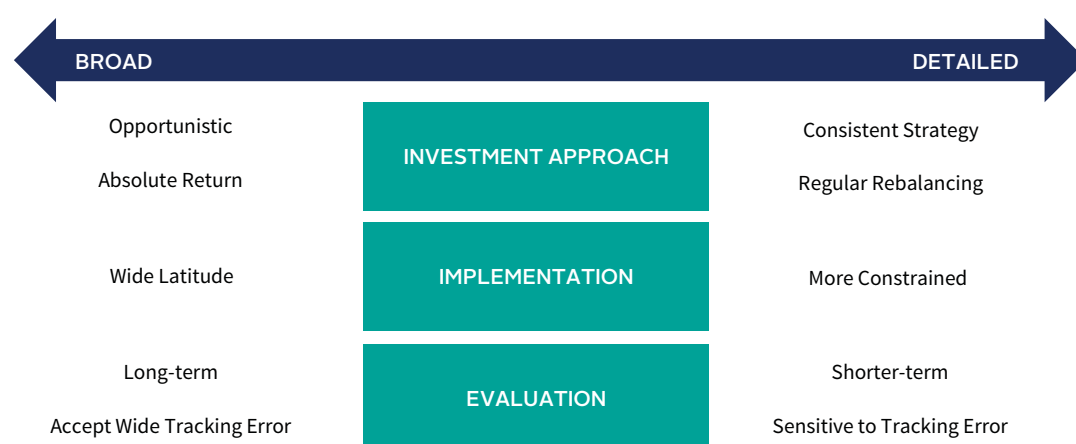 BROAD
DETAILED
Opportunistic
Absolute Return
INVESTMENT APPROACH
Consistent Strategy
Regular Rebalancing
Wide Latitude
IMPLEMENTATION
More Constrained
Long-term
Accept Wide Tracking Error
EVALUATION
Shorter-term
Sensitive to Tracking Error